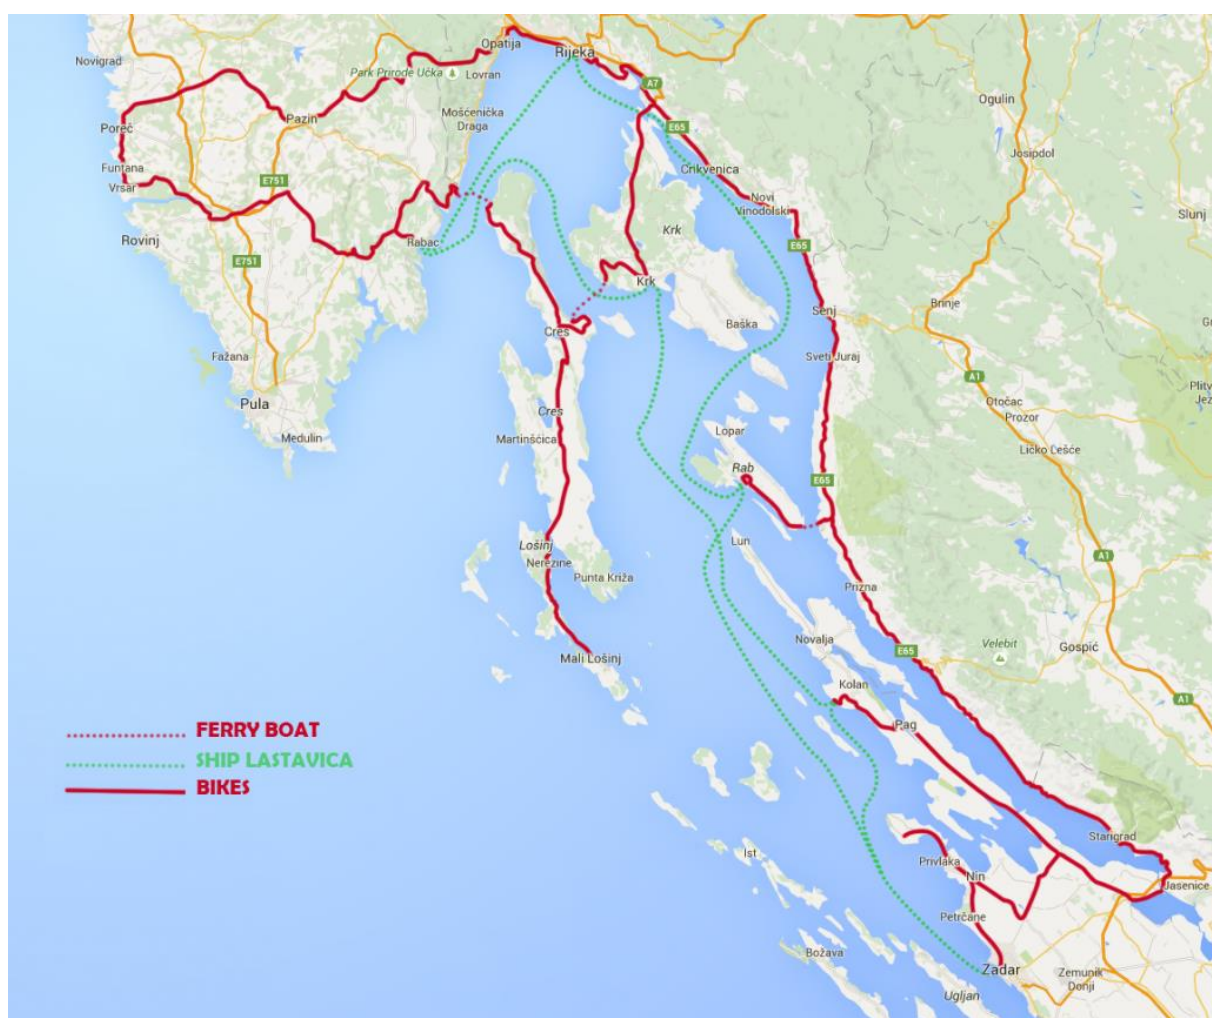 Novigrad
Opatija
Rijeka
Park Prirode Učka
Lovran
A7
Ogulin
Mošćenička
Draga
Poreč
Pazin
E65
Josipdol
Funtana
Vrsar
E751
Crikvenica
Novi
Vinodolski
Slunj
Rovinj
Rabac
Krk
E65
E751
Krk
Senj
Brinje
Baška
Cres
Fažana
Sveti Juraj
A1
Plitv
Jez
Pula
Cres
Otočac
Prozor
Medulin
Martinšćica
Lopar
Ličko Lešće
Rab
E65
Lošinj
Nerezine
Lun
A1
Punta Križa
Prizna
Novalja
Velebit
Gospić
E65
Mali Lošinj
Kolan
A1
Pag
FERRY BOAT
SHIP LASTAVICA
BIKES
Starigrad
Ist
Privlaka
Nin
Jasenice
Petrčane
Božava
Zadar
Zemunik
Donji
Ugljan